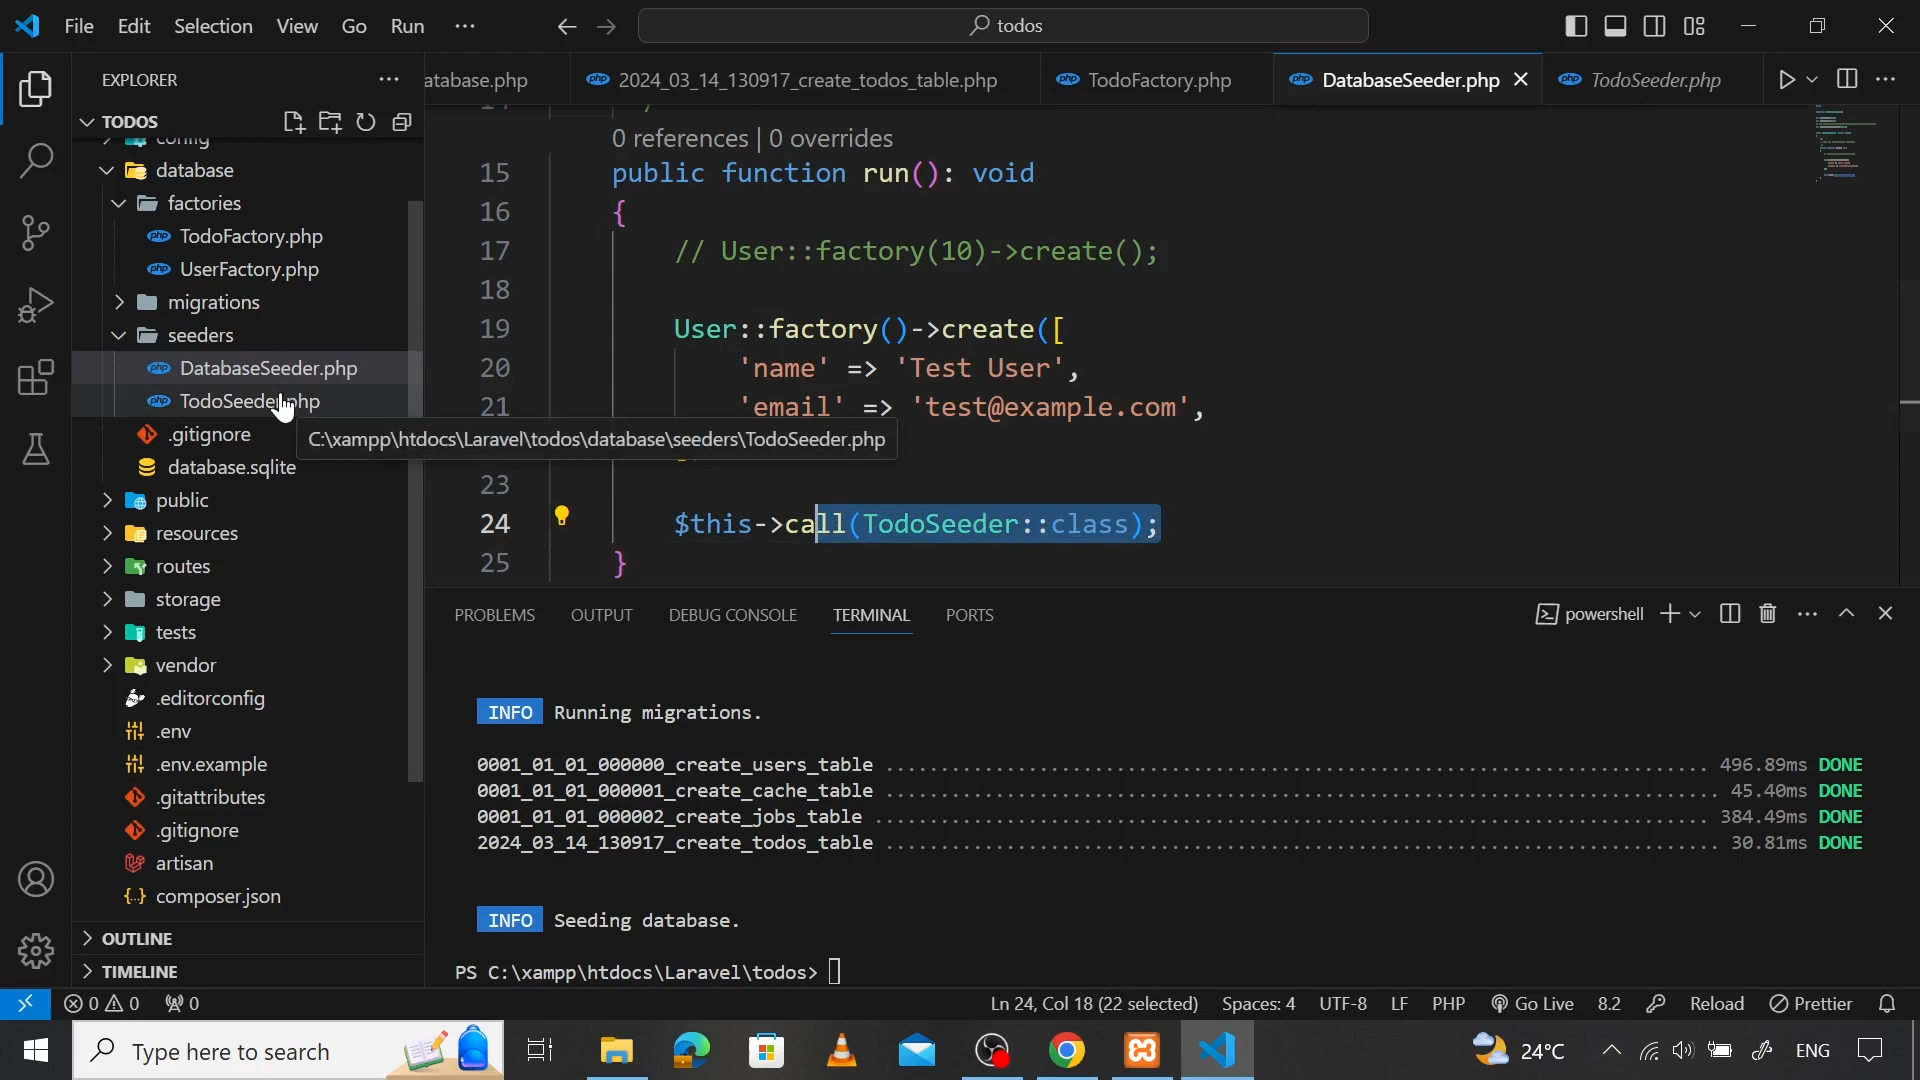 File Edit Selection View Go Run
todos
EXPLORER
TODOS
config
database
factories
TodoFactory.php
UserFactory.php
migrations
seeders
DatabaseSeeder.php
TodoSeeder.php
.gitignore
database.sqlite
public
resources
routes
storage
tests
vendor
.editorconfig
.env
.env.example
.gitattributes
.gitignore
artisan
composer.json
OUTLINE
TIMELINE
atabase.php
2024_03_14_130917_create_todos_table.php
TodoFactory.php
DatabaseSeeder.php
TodoSeeder.php
0 references | 0 overrides
15 public function run(): void
16 {
17 // User::factory(10)->create();
18
19 User::factory()->create([
20 'name' => 'Test User',
21 'email' => 'test@example.com',
C:\xampp\htdocs\Laravel\todos\database\seeders\TodoSeeder.php
23
24 $this->call(TodoSeeder::class);
25 }
PROBLEMS OUTPUT DEBUG CONSOLE TERMINAL PORTS
powershell
INFO Running migrations.
0001_01_01_000000_create_users_table ........................................................................... 496.89ms DONE
0001_01_01_000001_create_cache_table ............................................................................ 45.40ms DONE
0001_01_01_000002_create_jobs_table ............................................................................ 384.49ms DONE
2024_03_14_130917_create_todos_table ............................................................................ 30.81ms DONE
INFO Seeding database.
PS C:\xampp\htdocs\Laravel\todos>
0 0 0
Ln 24, Col 18 (22 selected) Spaces: 4 UTF-8 LF PHP Go Live 8.2 Reload Prettier
Type here to search
24°C
ENG